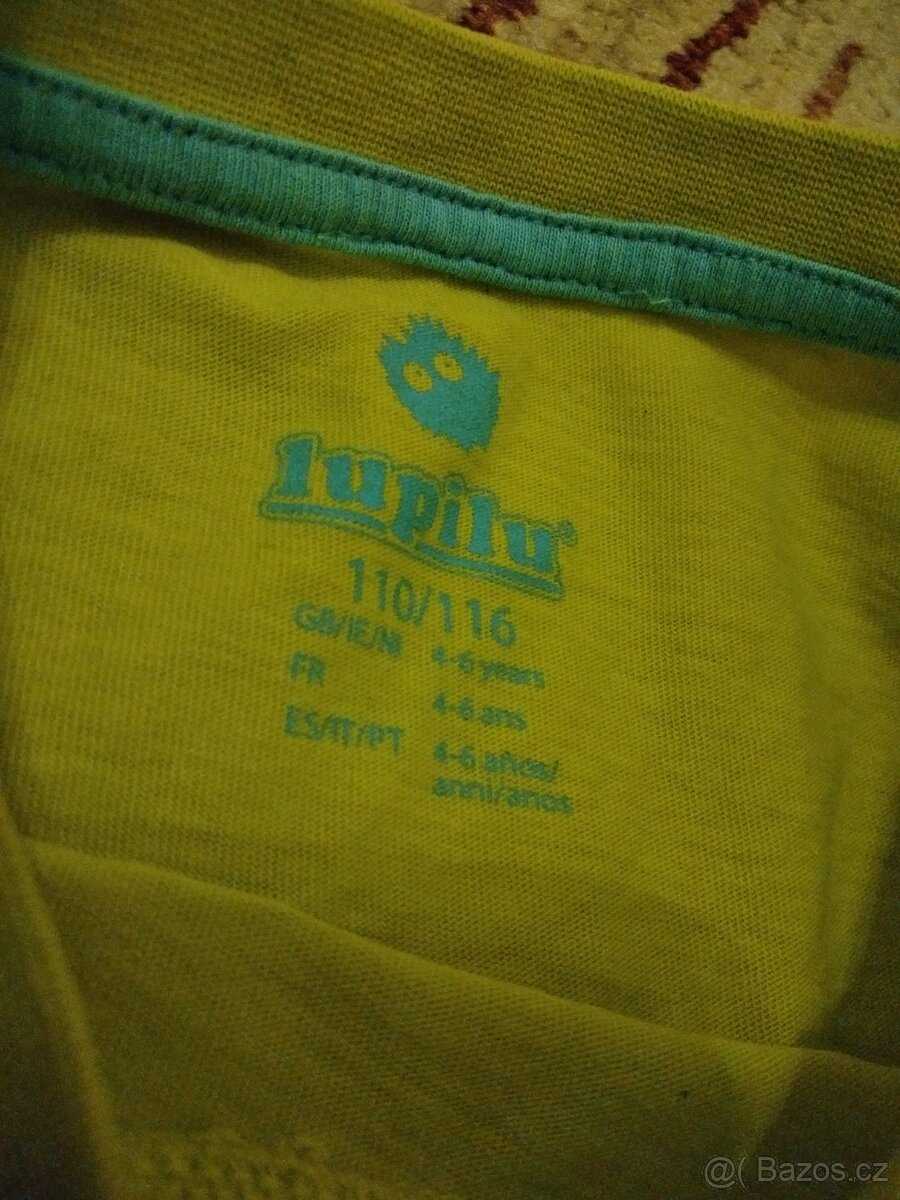 lupilu®
110/116
GB/IE/NI 4-6 years
FR 4-6 ans
ES/IT/PT 4-6 años/
anni/anos
@( Bazos.cz